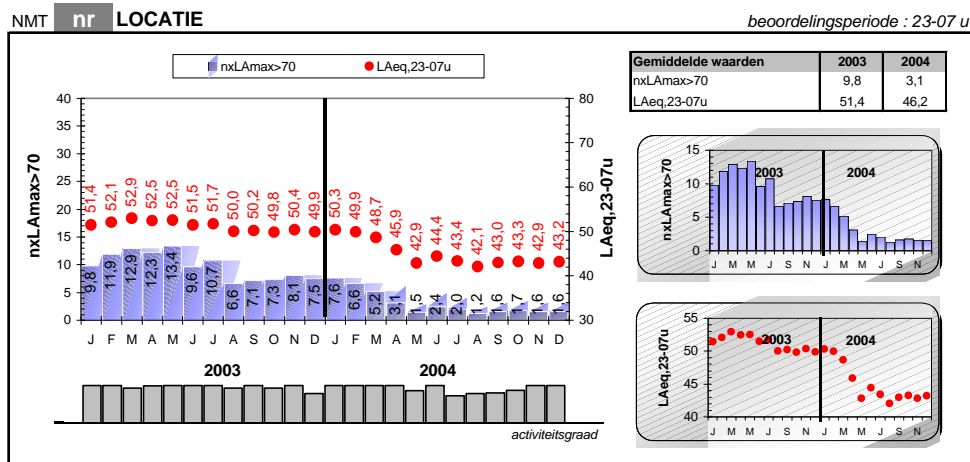 NMT nr LOCATIE
beoordelingsperiode : 23-07 u
nxLAmax>70 LAeq,23-07u
nxLAmax>70
40
35
30
25
20
15
10
5
0
51,4 52,1 52,9 52,5 52,5 51,5 51,7 50,0 50,2 49,8 50,4 49,9 50,3 49,9 48,7 45,9 42,9 44,4 43,4 42,1 43,0 43,3 42,9 43,2
9,8 11,9 12,9 12,3 13,4 9,6 10,7 6,6 7,1 7,3 8,1 7,5 7,6 6,6 5,2 3,1 1,5 2,4 2,0 1,2 1,6 1,7 1,6 1,6
80
70
60
50
40
30
LAeq,23-07u
J F M A M J J A S O N D J F M A M J J A S O N D
2003 2004
activiteitsgraad
Gemiddelde waarden 2003 2004
nxLAmax>70 9,8 3,1
LAeq,23-07u 51,4 46,2
nxLAmax>70
15
10
5
0
2003 2004
J M M J S N J M M J S N
LAeq,23-07u
55
50
45
40
2003 2004
J M M J S N J M M J S N